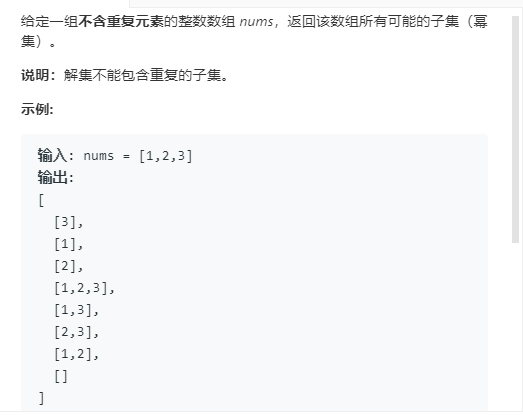 给定一组不含重复元素的整数数组 nums，返回该数组所有可能的子集（幂
集）。
说明：解集不能包含重复的子集。
示例:
输入: nums = [1,2,3]
输出:
[
  [3],
  [1],
  [2],
  [1,2,3],
  [1,3],
  [2,3],
  [1,2],
  []
]